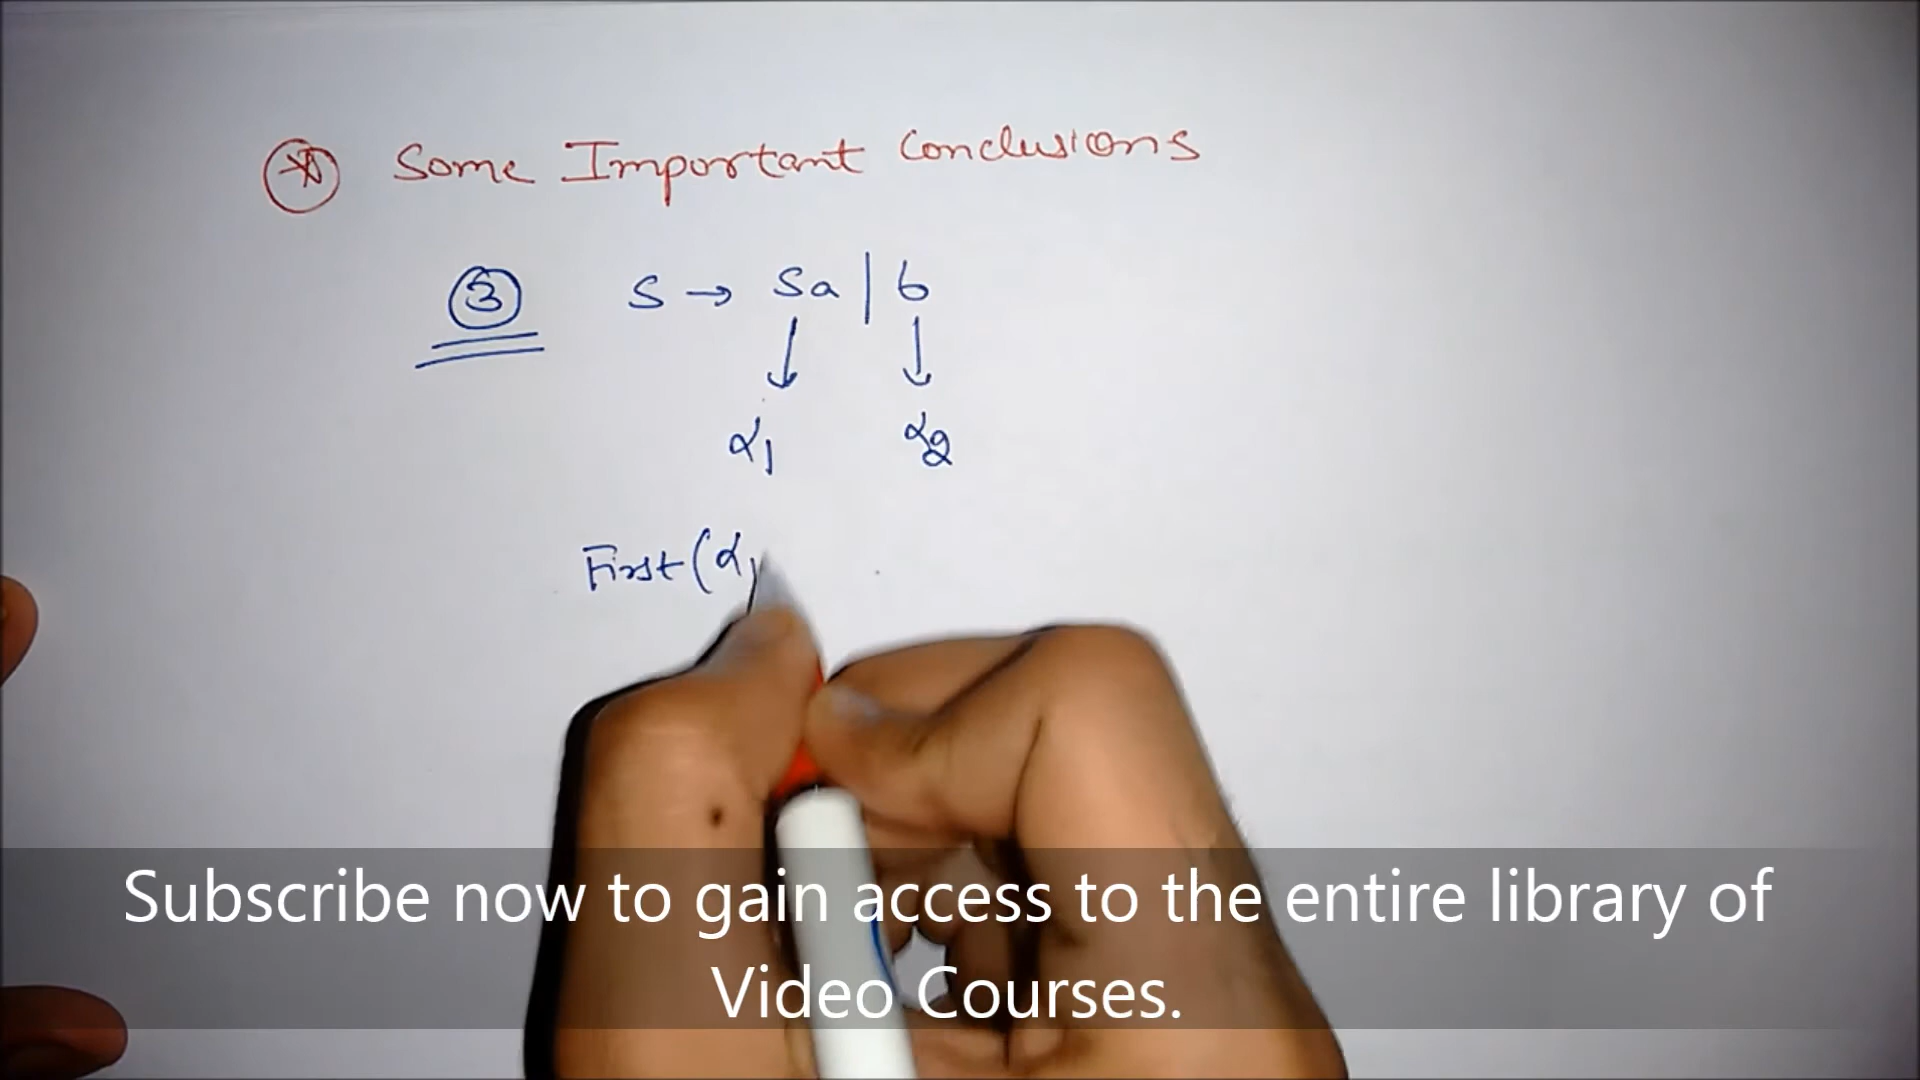 Some Important Conclusions
③ S → Sa | b
↓ ↓
α1 α2
First(α1
Subscribe now to gain access to the entire library of
Video Courses.